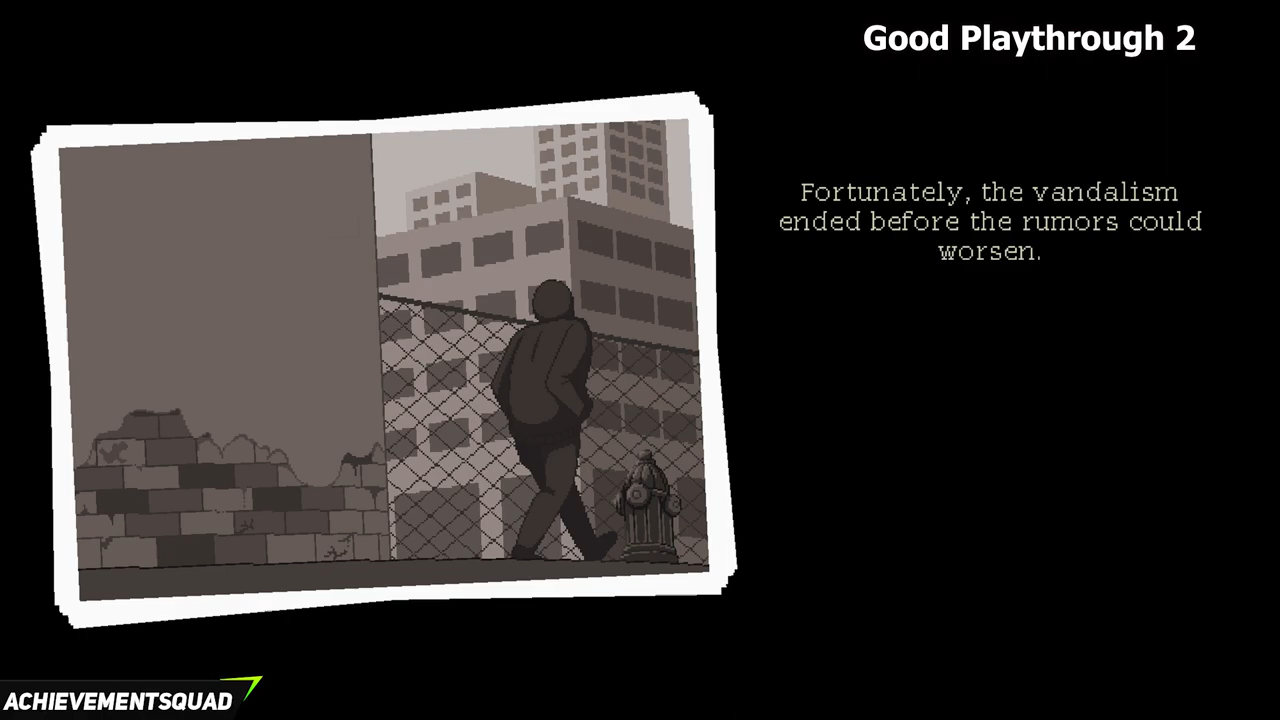 Good Playthrough 2
Fortunately, the vandalism
ended before the rumors could
worsen.
ACHIEVEMENTSQUAD